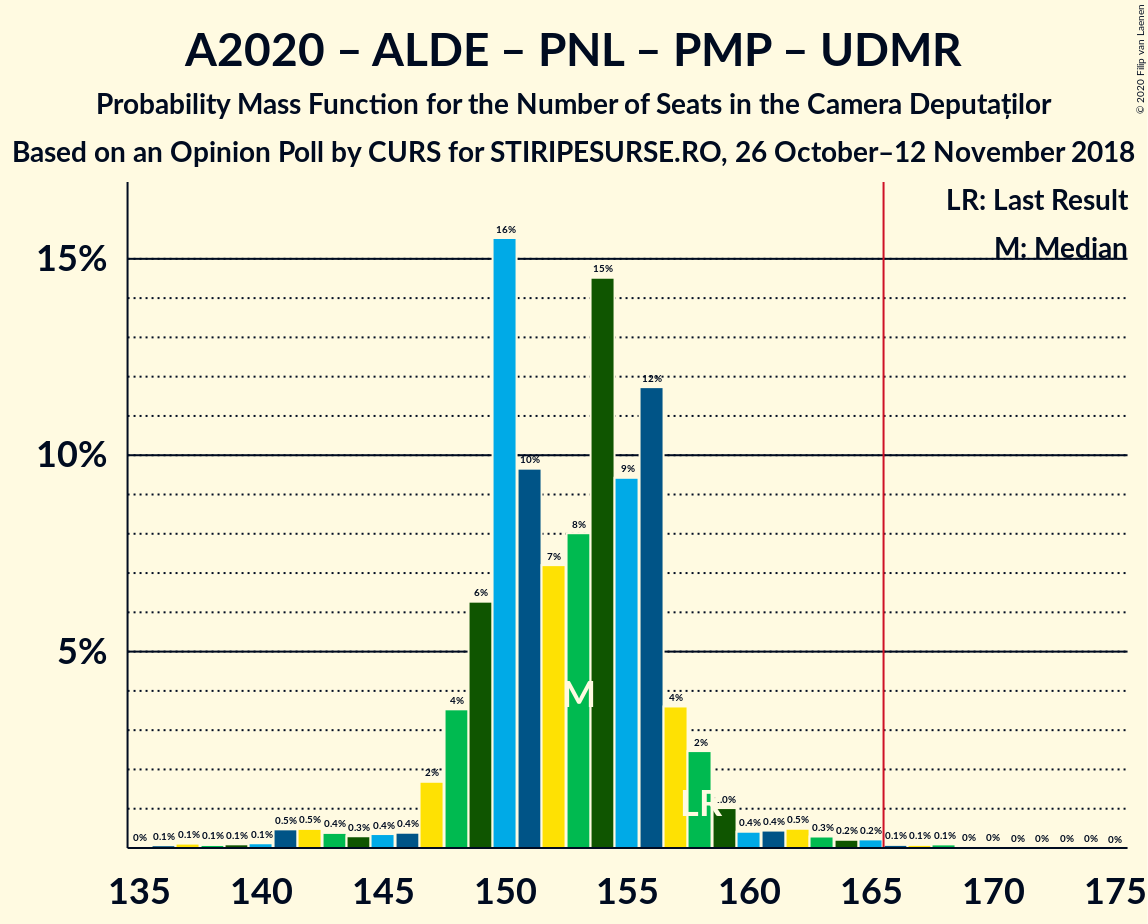 A2020 – ALDE – PNL – PMP – UDMR
Probability Mass Function for the Number of Seats in the Camera Deputaților
Based on an Opinion Poll by CURS for STIRIPESURSE.RO, 26 October–12 November 2018
© 2020 Filip van Laenen
LR: Last Result
M: Median
15%
10%
5%
0% 0.1% 0.1% 0.1% 0.1% 0.1% 0.5% 0.5% 0.4% 0.3% 0.4% 0.4% 2% 4% 6% 16% 10% 7% 8% 15% 9% 12% 4% 2% 1.0% 0.4% 0.4% 0.5% 0.3% 0.2% 0.2% 0.1% 0.1% 0.1% 0% 0% 0% 0% 0% 0% 0%
M
LR
135 140 145 150 155 160 165 170 175